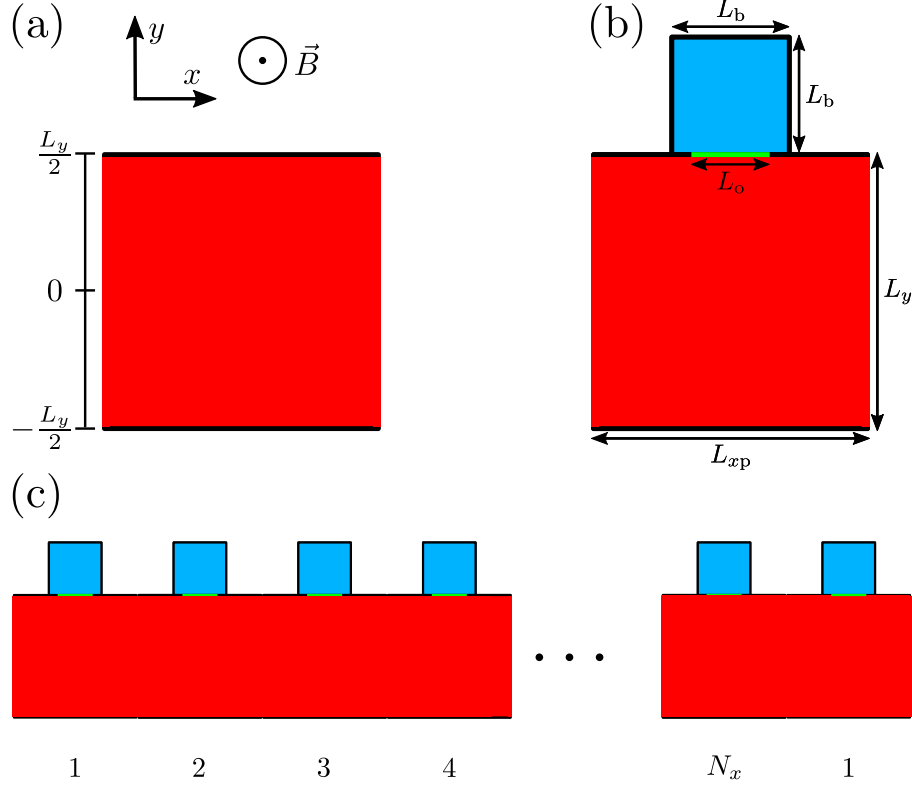 (a)
y
x
B⃗
L_y/2
0
−L_y/2
(b)
L_b
L_b
L_o
L_y
L_xp
(c)
. . .
1 2 3 4 N_x 1